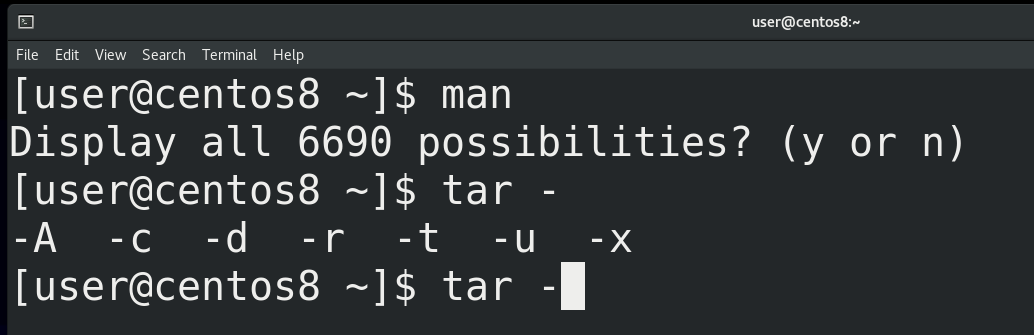 user@centos8:~
File Edit View Search Terminal Help
[user@centos8 ~]$ man
Display all 6690 possibilities? (y or n)
[user@centos8 ~]$ tar -
-A  -c  -d  -r  -t  -u  -x
[user@centos8 ~]$ tar -